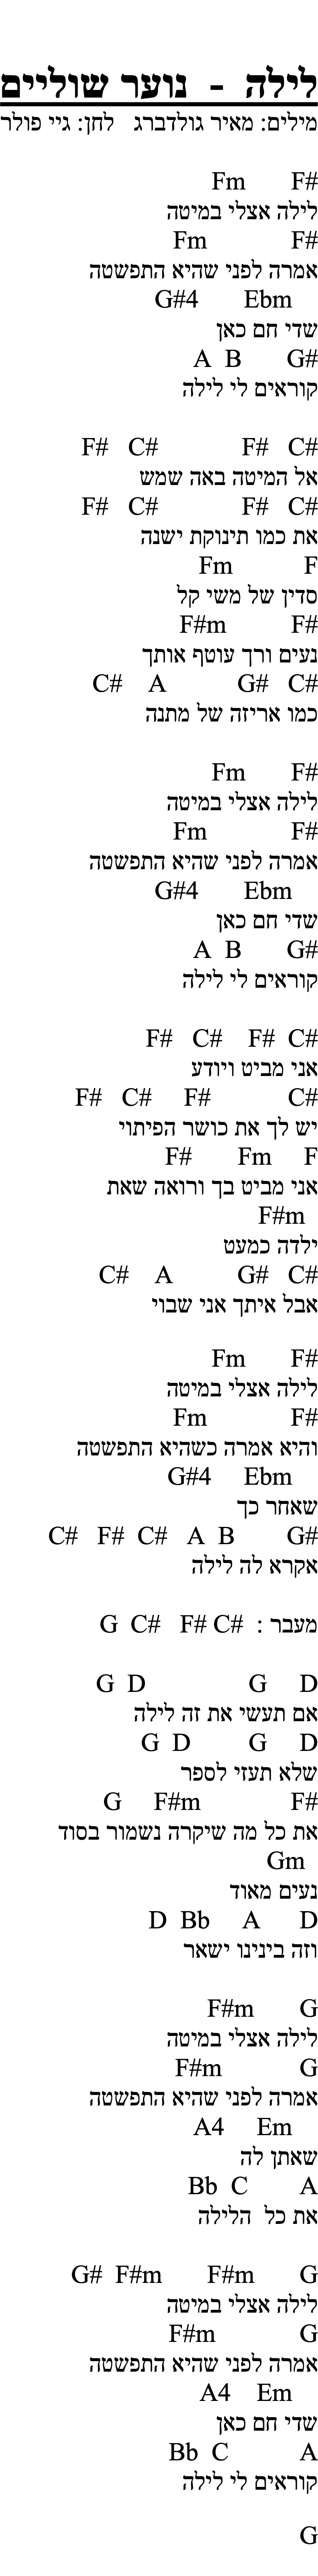 לילה - נוער שוליים
מילים: מאיר גולדברג לחן: גיי פולר
F# Fm
לילה אצלי במיטה
F# Fm
אמרה לפני שהיא התפשטה
Ebm G#4
שדי חם כאן
G# B A
קוראים לי לילה
C# F# C# F#
אל המיטה באה שמש
C# F# C# F#
את כמו תינוקת ישנה
F Fm
סדין של משי קל
F# F#m
נעים ורך עוטף אותך
C# G# A C#
כמו אריזה של מתנה
F# Fm
לילה אצלי במיטה
F# Fm
אמרה לפני שהיא התפשטה
Ebm G#4
שדי חם כאן
G# B A
קוראים לי לילה
C# F# C# F#
אני מביט ויודע
C# F# C# F#
יש לך את כושר הפיתוי
F Fm F#
אני מביט בך ורואה שאת
F#m
ילדה כמעט
C# G# A C#
אבל איתך אני שבוי
F# Fm
לילה אצלי במיטה
F# Fm
והיא אמרה כשהיא התפשטה
Ebm G#4
שאחר כך
G# B A C# F# C#
אקרא לה לילה
מעבר : C# F# C# G
D G D G
אם תעשי את זה לילה
D G D G
שלא תעזי לספר
F# F#m G
את כל מה שיקרה נשמור בסוד
Gm
נעים מאוד
D A Bb D
וזה בינינו ישאר
G F#m
לילה אצלי במיטה
G F#m
אמרה לפני שהיא התפשטה
Em A4
שאתן לה
A C Bb
את כל הלילה
G F#m F#m G#
לילה אצלי במיטה
G F#m
אמרה לפני שהיא התפשטה
Em A4
שדי חם כאן
A C Bb
קוראים לי לילה
G